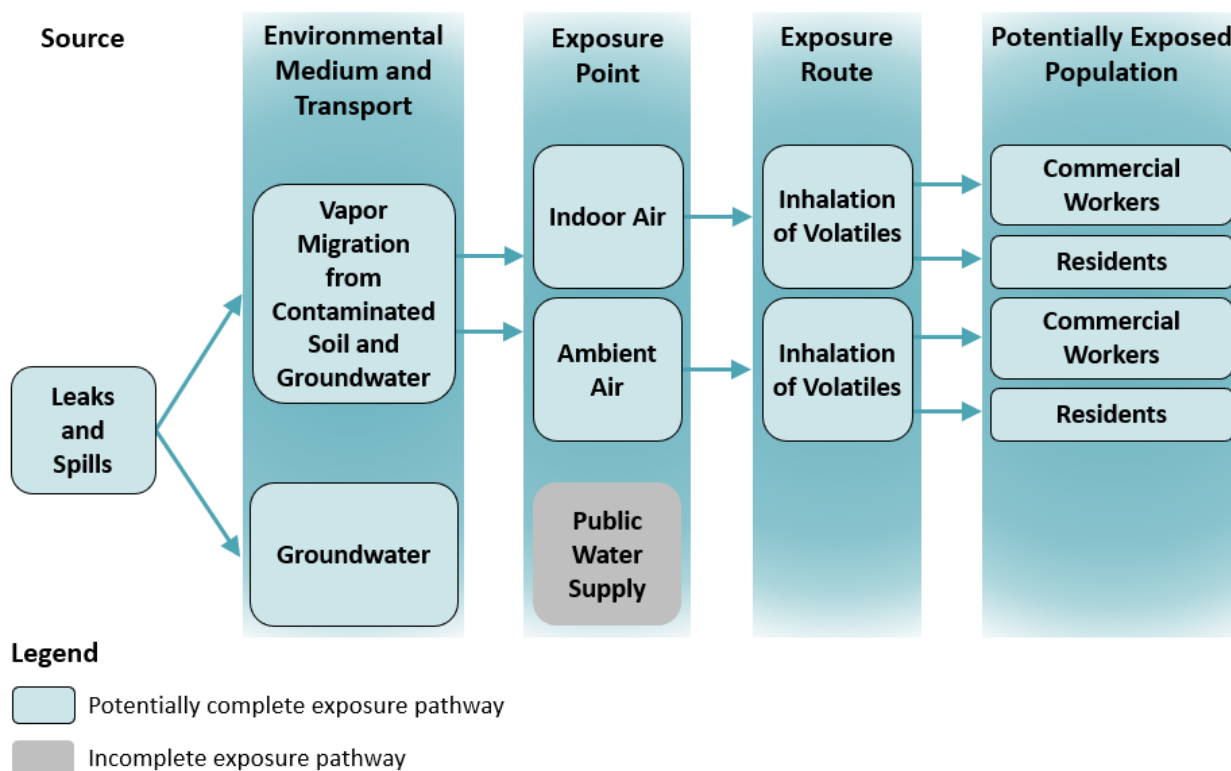 Source
Environmental
Medium and
Transport
Exposure
Point
Exposure
Route
Potentially Exposed
Population
Leaks
and
Spills
Vapor
Migration
from
Contaminated
Soil and
Groundwater
Groundwater
Indoor Air
Ambient
Air
Public
Water
Supply
Inhalation
of Volatiles
Inhalation
of Volatiles
Commercial
Workers
Residents
Commercial
Workers
Residents
Legend
Potentially complete exposure pathway
Incomplete exposure pathway